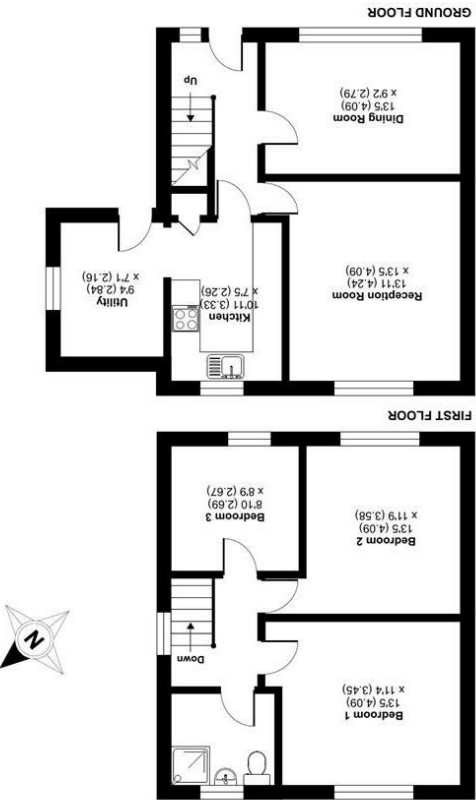 Bedroom 1
13'5 (4.09)
x 11'4 (3.45)
Down
Bedroom 2
13'5 (4.09)
x 11'9 (3.58)
Bedroom 3
8'10 (2.69)
x 8'9 (2.67)
N
FIRST FLOOR
Reception Room
13'11 (4.24)
x 13'5 (4.09)
Kitchen
10'11 (3.33)
x 7'5 (2.26)
Utility
9'4 (2.84)
x 7'1 (2.16)
Dining Room
13'5 (4.09)
x 9'2 (2.79)
Up
GROUND FLOOR